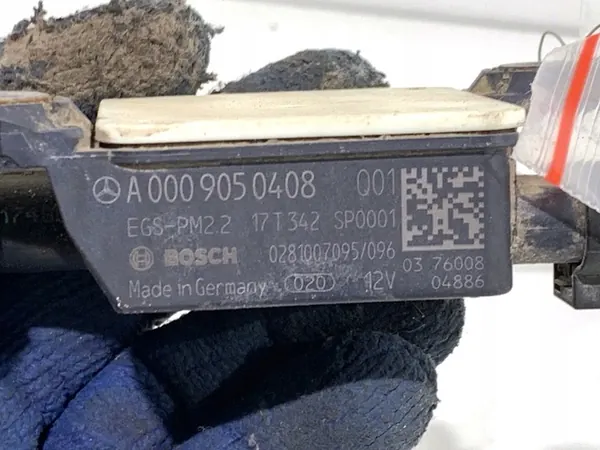 A 000 905 0408 Q01
EGS-PM2.2 17T342 SP0001
BOSCH 0281007095/096
03 76008
Made in Germany 020 12V 04886